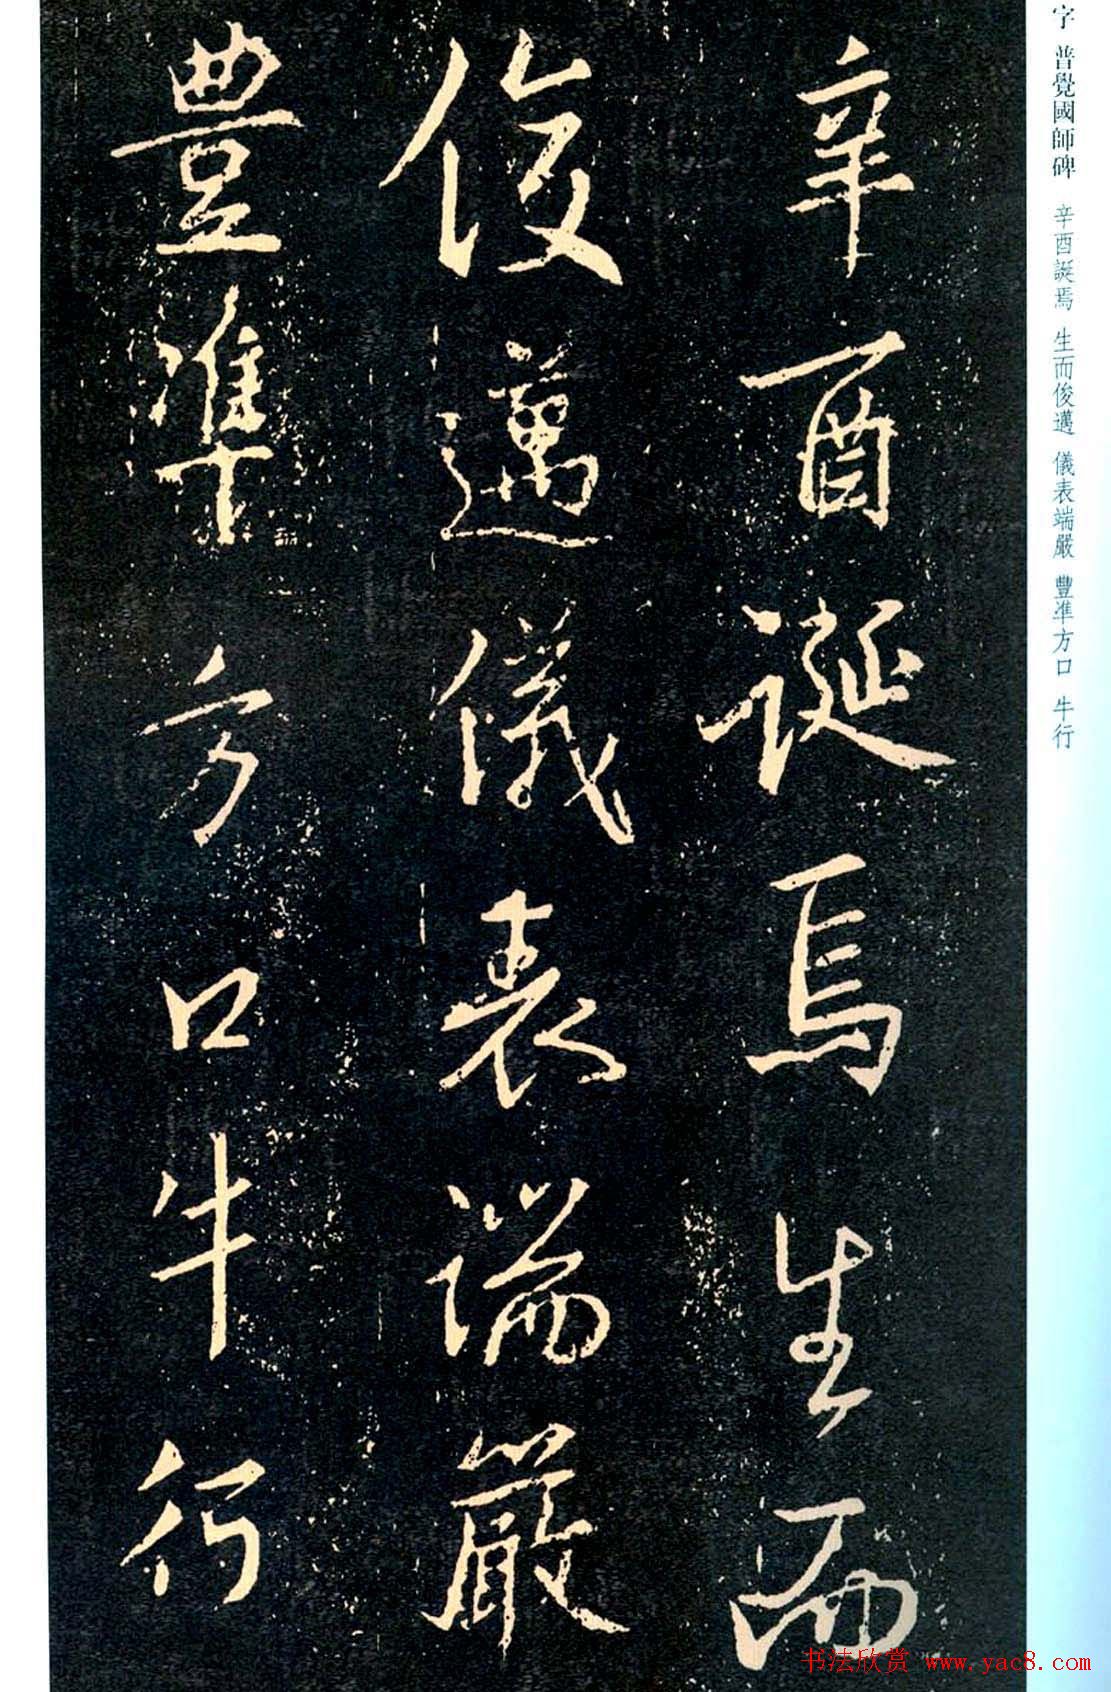 字 普覺國師碑 辛酉誕焉 生而俊邁 儀表端嚴 豐準方口 牛行
辛酉誕焉生而
俊邁儀表端嚴
豊準方口牛行
书法欣赏 www.yac8.com